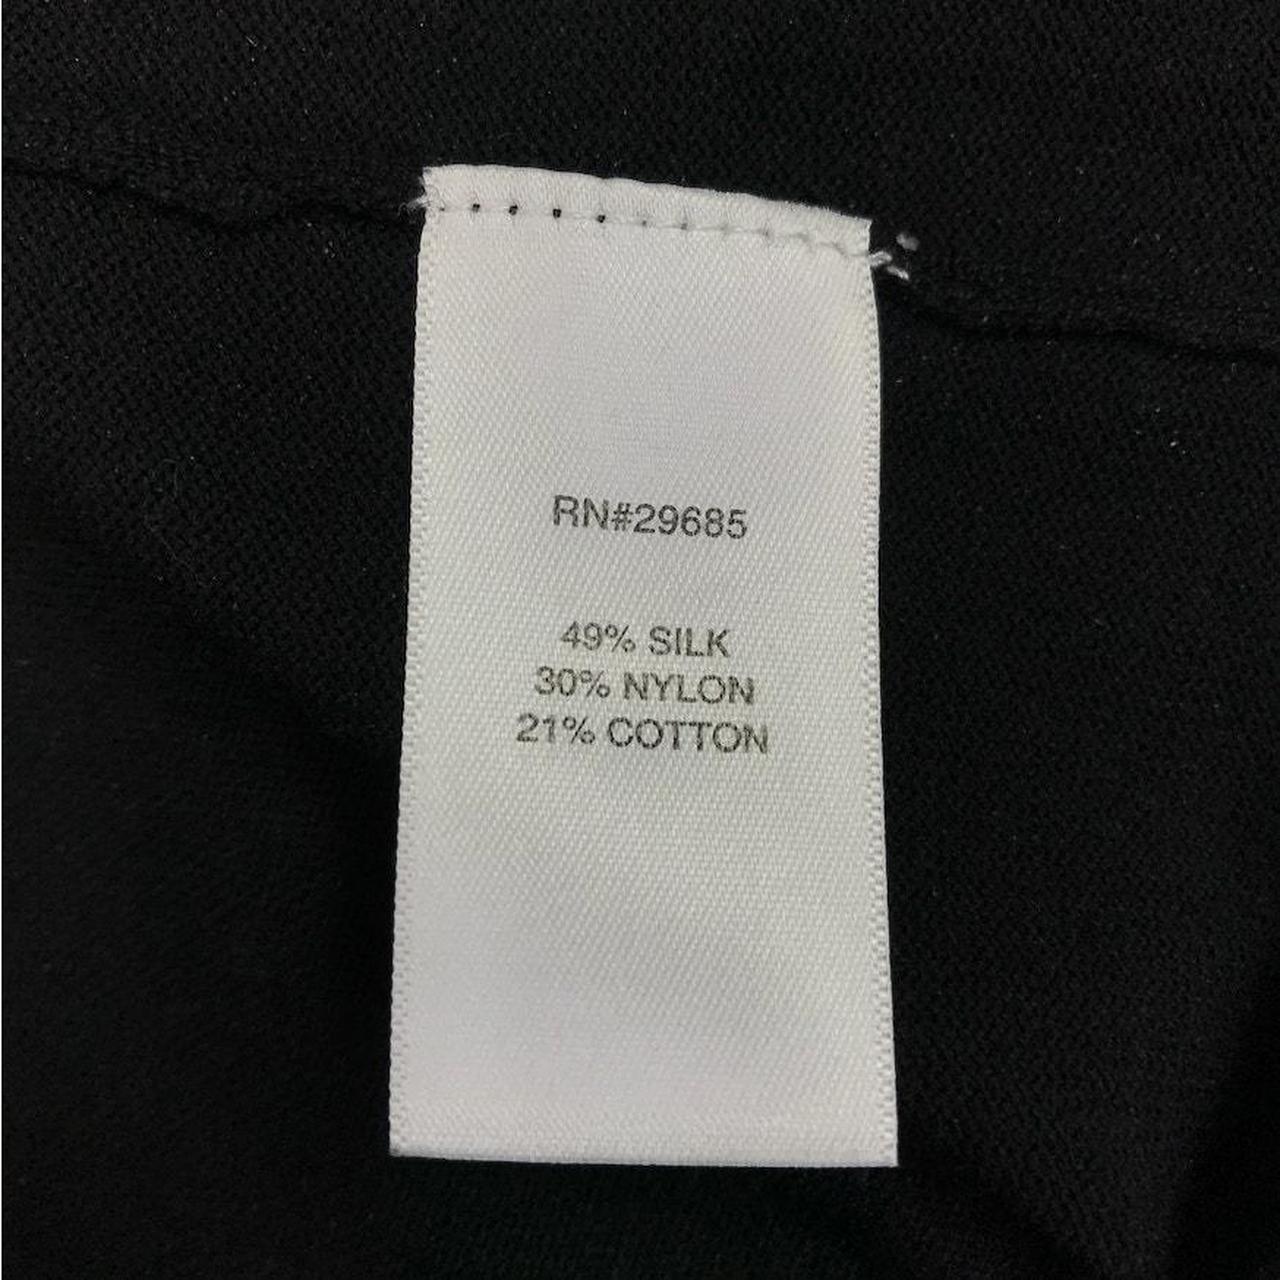 RN#29685
49% SILK
30% NYLON
21% COTTON